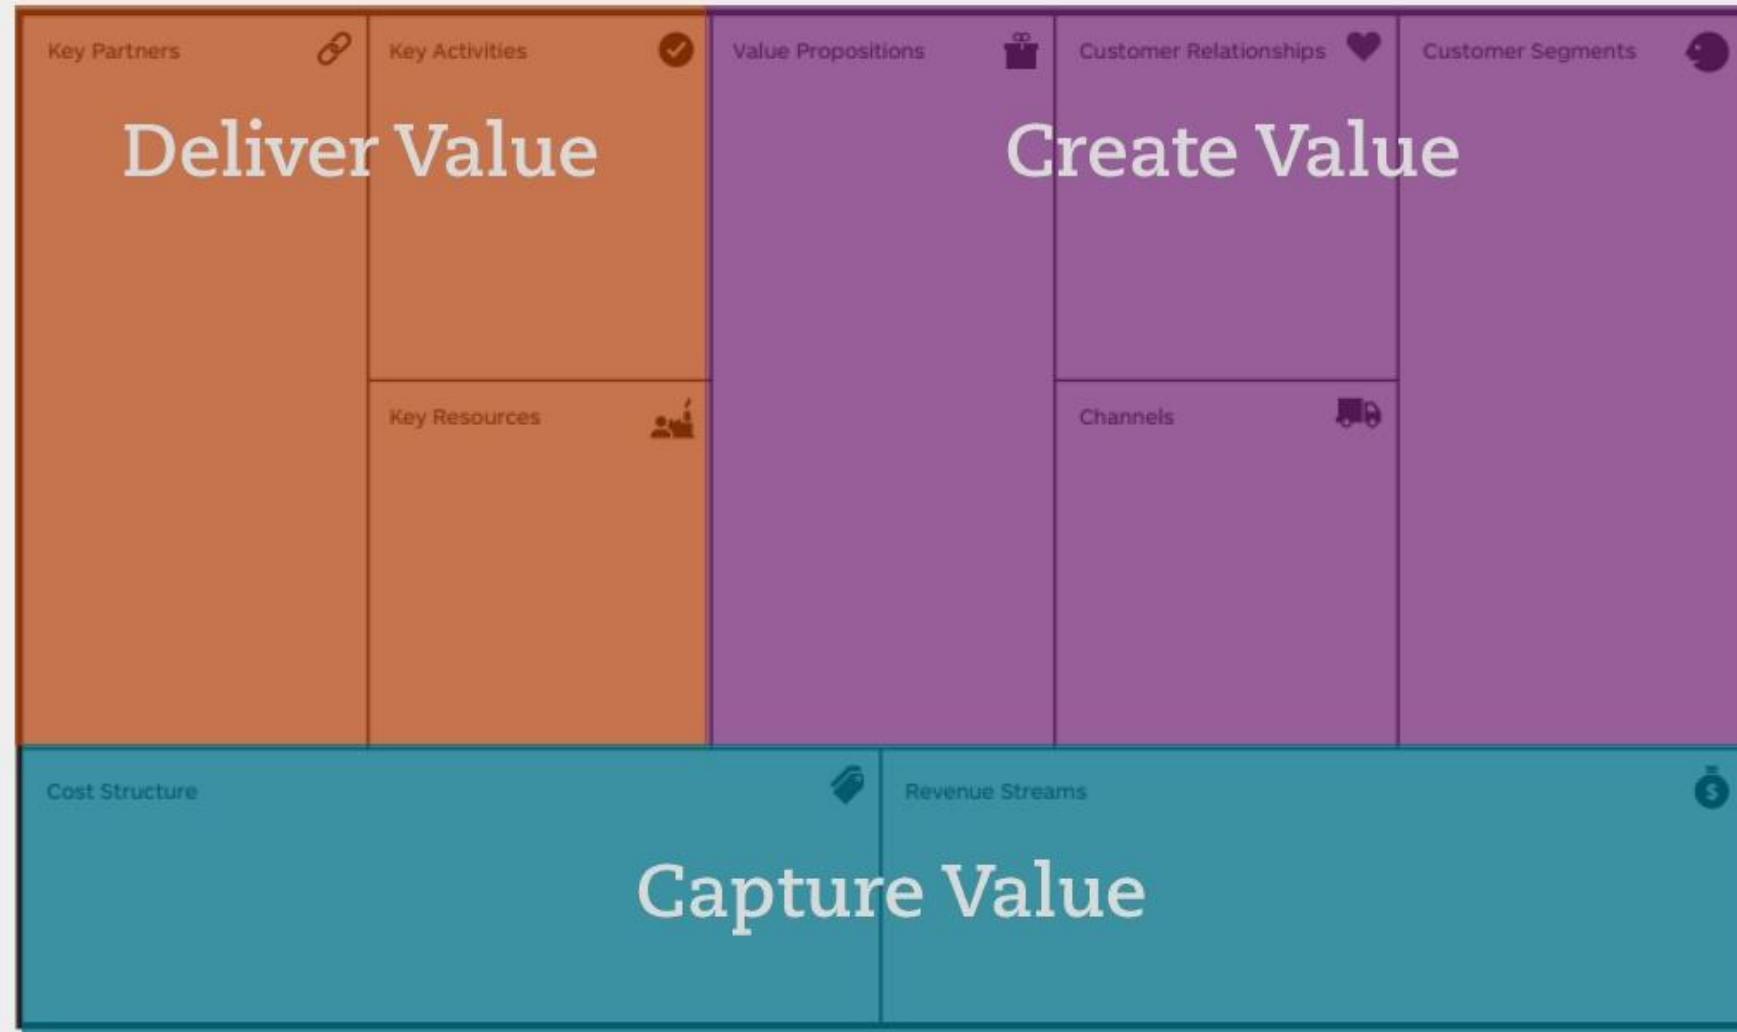 Key Partners
Key Activities
Value Propositions
Customer Relationships
Customer Segments
Deliver Value
Create Value
Key Resources
Channels
Cost Structure
Revenue Streams
$
Capture Value